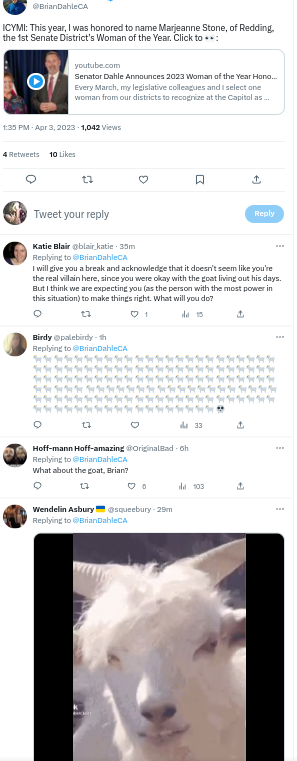 @BrianDahleCA
ICYMI: This year, I was honored to name Marjeanne Stone, of Redding,
the 1st Senate District's Woman of the Year. Click to 👀:
youtube.com
Senator Dahle Announces 2023 Woman of the Year Hono...
Every March, my legislative colleagues and I select one
woman from our districts to recognize at the Capitol as ...
1:35 PM · Apr 3, 2023 · 1,042 Views
4 Retweets 10 Likes
Tweet your reply
Reply
Katie Blair @blair_katie · 35m
Replying to @BrianDahleCA
I will give you a break and acknowledge that it doesn't seem like you're
the real villain here, since you were okay with the goat living out his days.
But I think we are expecting you (as the person with the most power in
this situation) to make things right. What will you do?
1 15
Birdy @palebirdy · 1h
Replying to @BrianDahleCA
33
Hoff-mann Hoff-amazing @OriginalBad · 6h
Replying to @BrianDahleCA
What about the goat, Brian?
6 103
Wendelin Asbury 🇺🇦 @squeebury · 29m
Replying to @BrianDahleCA